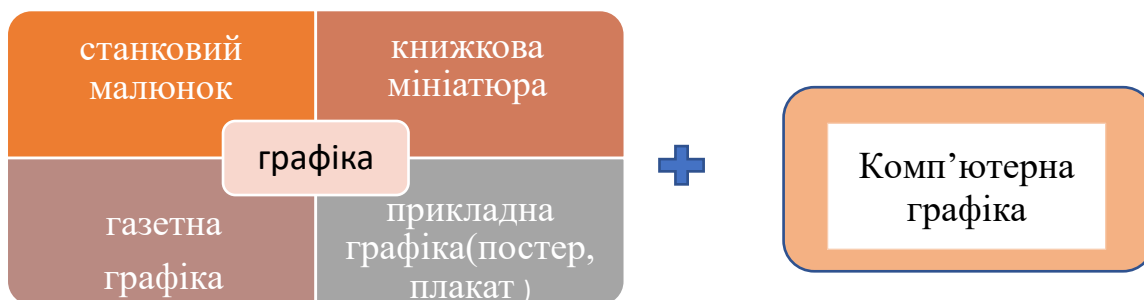 станковий
малюнок
книжкова
мініатюра
графіка
газетна
графіка
прикладна
графіка(постер,
плакат )
Комп’ютерна
графіка